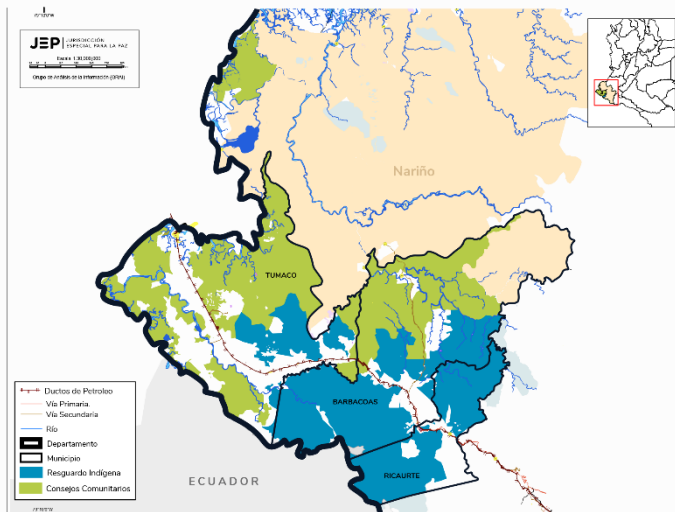 JEP JURISDICCIÓN
ESPECIAL PARA LA PAZ
Grupo de Análisis de la Información (GRAI)
Nariño
TUMACO
BARBACOAS
RICAURTE
ECUADOR
Ductos de Petroleo
Vía Primaria
Vía Secundaria
Río
Departamento
Municipio
Resguardo Indígena
Consejos Comunitarios